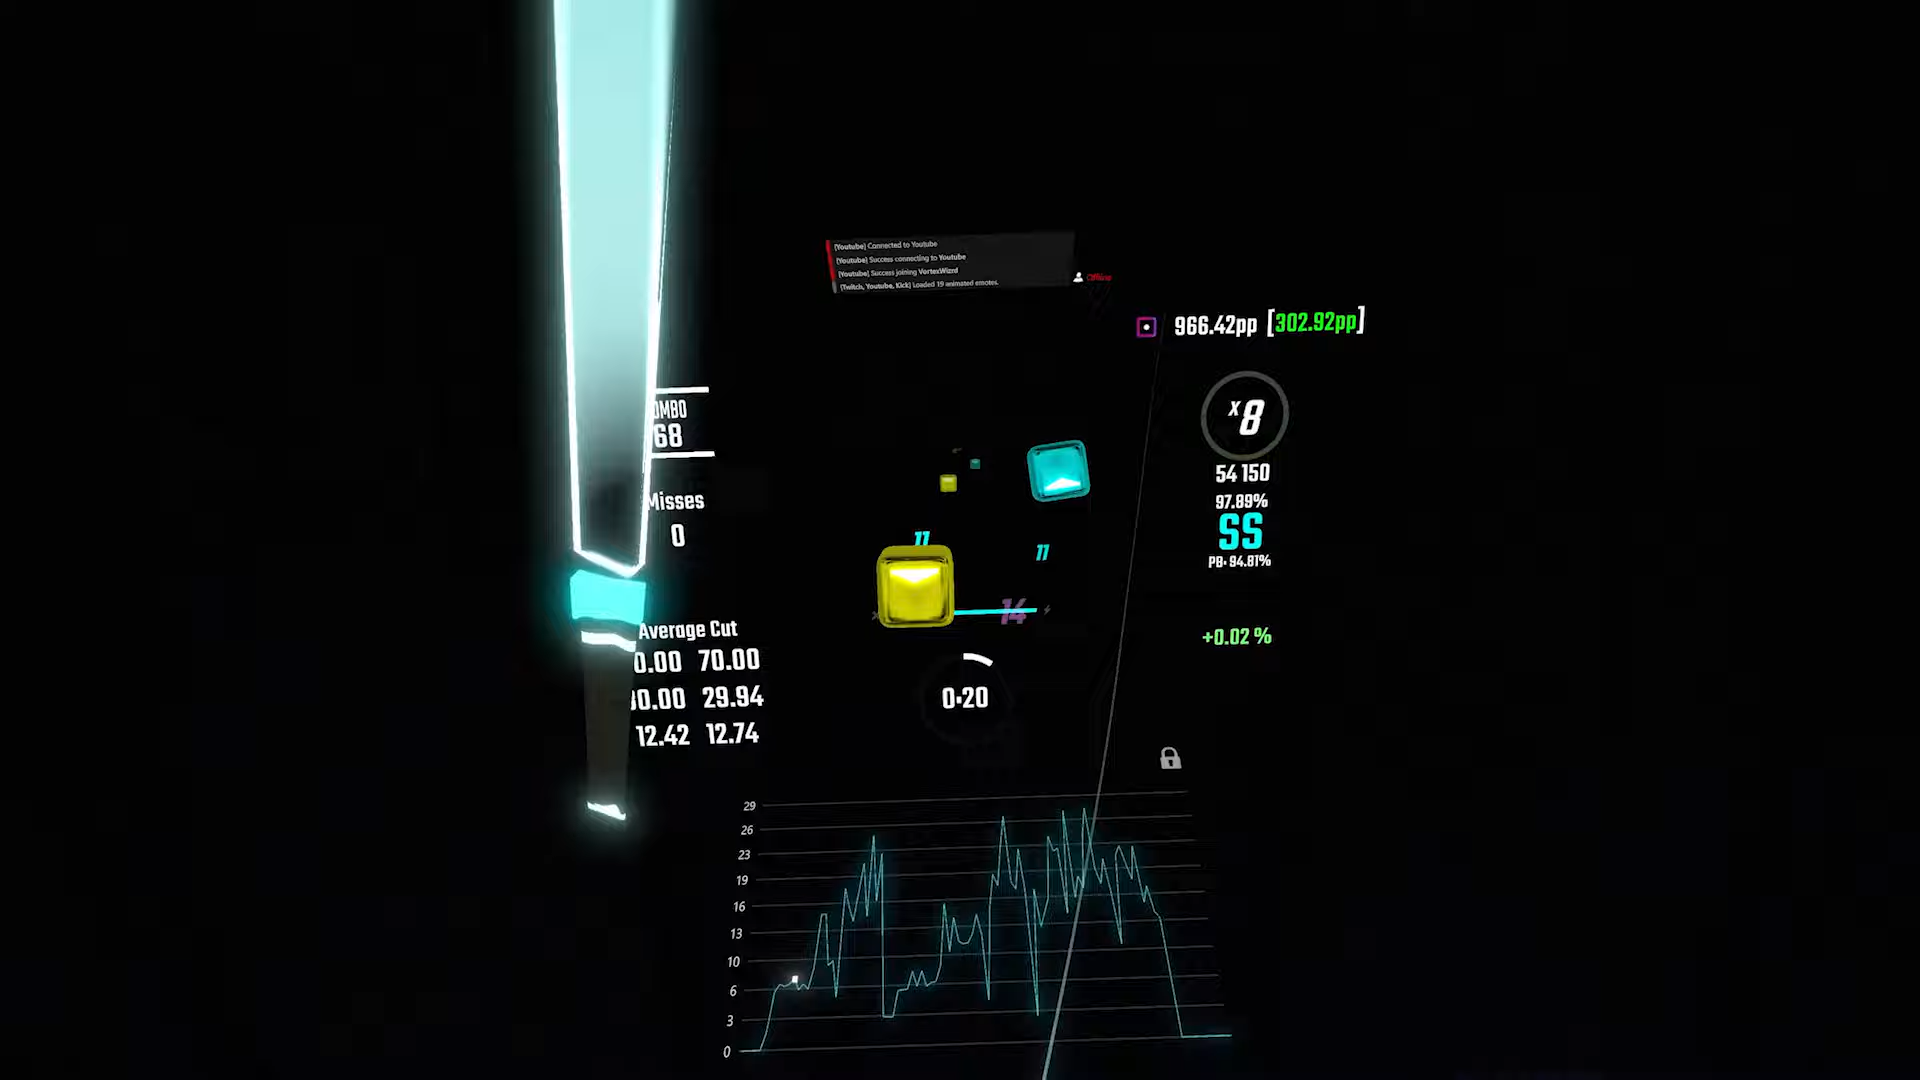 [Youtube] Connected to Youtube
[Youtube] Success connecting to Youtube
[Youtube] Success joining VortexWizrd
[Twitch, Youtube, Kick] Loaded 19 animated emotes.
Offline
966.42pp [302.92pp]
x8
54 150
97.89%
SS
PB: 94.81%
+0.02 %
OMBO
68
Misses
0
11
11
14
Average Cut
0.00 70.00
0.00 29.94
12.42 12.74
0:20
29
26
23
19
16
13
10
6
3
0